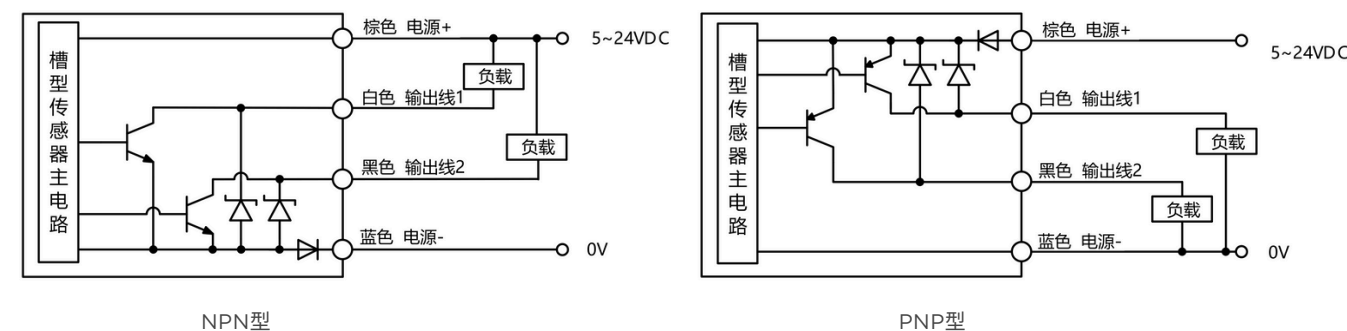 棕色 电源+
5~24VDC
负载
白色 输出线1
负载
黑色 输出线2
蓝色 电源-
0V
槽型传感器主电路
NPN型
棕色 电源+
5~24VDC
白色 输出线1
负载
黑色 输出线2
负载
蓝色 电源-
0V
槽型传感器主电路
PNP型